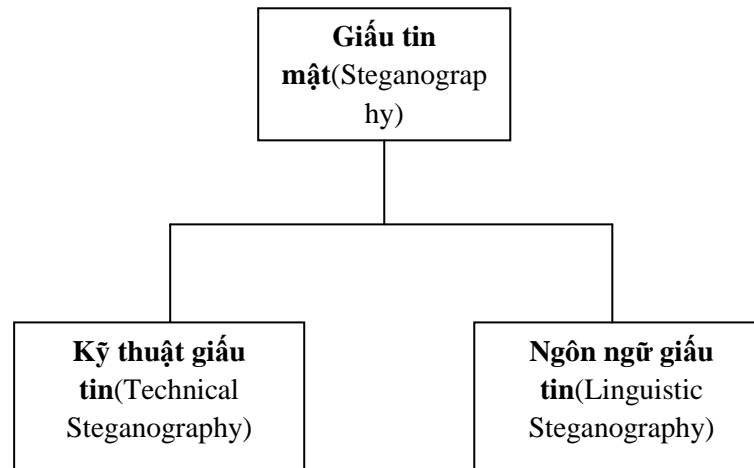 Giấu tin
mật(Steganograp
hy)
Kỹ thuật giấu
tin(Technical
Steganography)
Ngôn ngữ giấu
tin(Linguistic
Steganography)